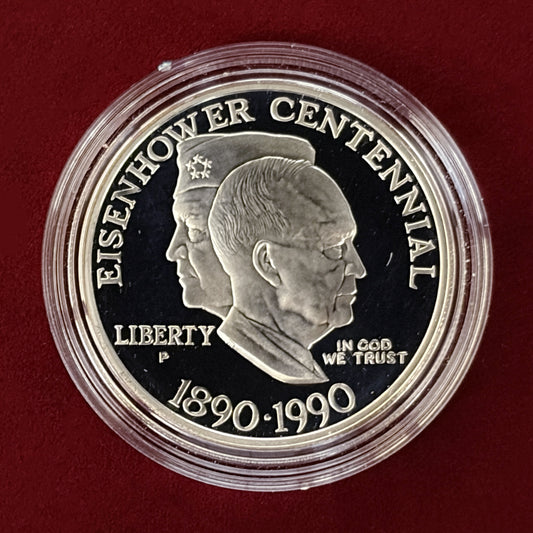 EISENHOWER CENTENNIAL
LIBERTY
P
IN GOD
WE TRUST
1890·1990